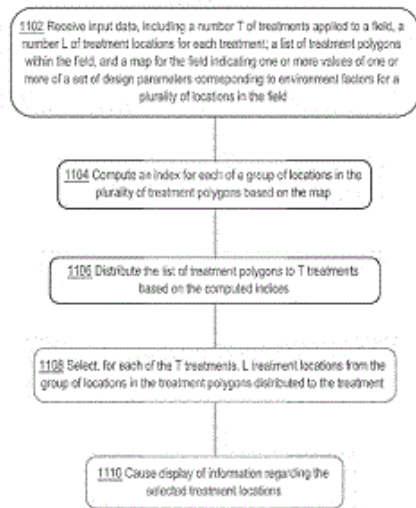 1102 Receive input data, including a number T of treatments applied to a field, a
number L of treatment locations for each treatment; a list of treatment polygons
within the field, and a map for the field indicating one or more values of one or
more of a set of design parameters corresponding to environment factors for a
plurality of locations in the field
1104 Compute an index for each of a group of locations in the
plurality of treatment polygons based on the map
1106 Distribute the list of treatment polygons to T treatments
based on the computed indices
1108 Select, for each of the T treatments, L treatment locations from the
group of locations in the treatment polygons distributed to the treatment
1110 Cause display of information regarding the
selected treatment locations